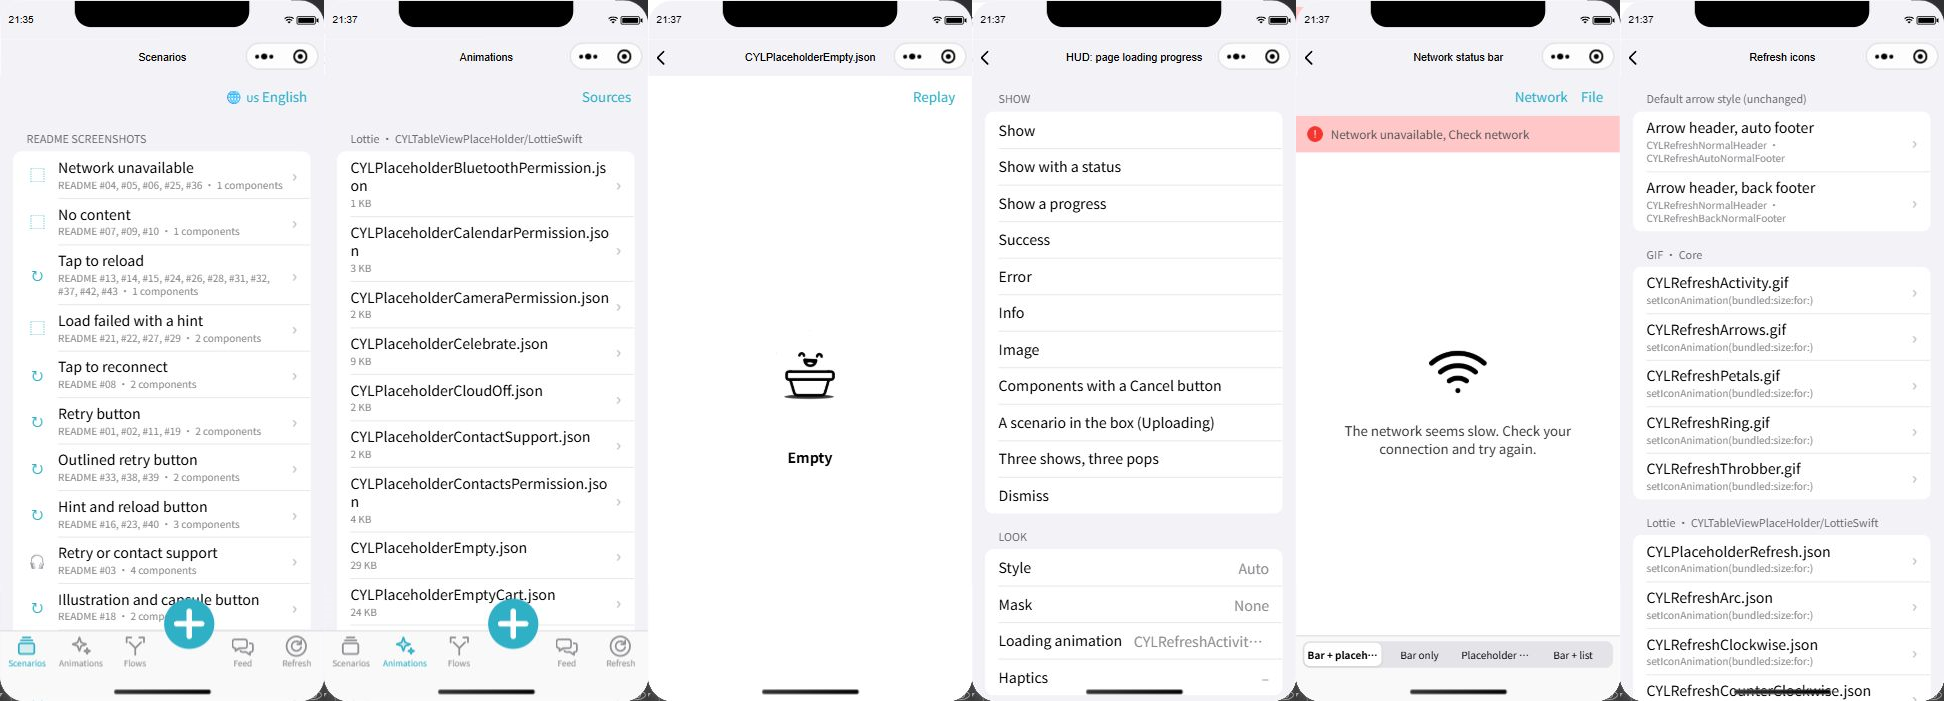 21:35
Scenarios
us English
README SCREENSHOTS
Network unavailable
README #04, #05, #06, #25, #36 · 1 components
No content
README #07, #09, #10 · 1 components
Tap to reload
README #13, #14, #15, #24, #26, #28, #31, #32,
#37, #42, #43 · 1 components
Load failed with a hint
README #21, #22, #27, #29 · 2 components
Tap to reconnect
README #08 · 2 components
Retry button
README #01, #02, #11, #19 · 2 components
Outlined retry button
README #33, #38, #39 · 2 components
Hint and reload button
README #16, #23, #40 · 3 components
Retry or contact support
README #03 · 4 components
Illustration and capsule button
README #18 · 2 comp
Scenarios
Animations
Flows
Feed
Refresh
21:37
Animations
Sources
Lottie · CYLTableViewPlaceHolder/LottieSwift
CYLPlaceholderBluetoothPermission.js
on
1 KB
CYLPlaceholderCalendarPermission.jso
n
3 KB
CYLPlaceholderCameraPermission.json
2 KB
CYLPlaceholderCelebrate.json
9 KB
CYLPlaceholderCloudOff.json
2 KB
CYLPlaceholderContactSupport.json
2 KB
CYLPlaceholderContactsPermission.jso
n
4 KB
CYLPlaceholderEmpty.json
29 KB
CYLPlaceholderEmptyCart.json
24 KB
Scenarios
Animations
Flows
Feed
Refresh
21:37
CYLPlaceholderEmpty.json
Replay
Empty
21:37
HUD: page loading progress
SHOW
Show
Show with a status
Show a progress
Success
Error
Info
Image
Components with a Cancel button
A scenario in the box (Uploading)
Three shows, three pops
Dismiss
LOOK
Style Auto
Mask None
Loading animation CYLRefreshActivit···
Haptics –
21:37
Network status bar
Network File
Network unavailable, Check network
The network seems slow. Check your
connection and try again.
Bar + placeh···
Bar only
Placeholder ···
Bar + list
21:37
Refresh icons
Default arrow style (unchanged)
Arrow header, auto footer
CYLRefreshNormalHeader ·
CYLRefreshAutoNormalFooter
Arrow header, back footer
CYLRefreshNormalHeader ·
CYLRefreshBackNormalFooter
GIF · Core
CYLRefreshActivity.gif
setIconAnimation(bundled:size:for:)
CYLRefreshArrows.gif
setIconAnimation(bundled:size:for:)
CYLRefreshPetals.gif
setIconAnimation(bundled:size:for:)
CYLRefreshRing.gif
setIconAnimation(bundled:size:for:)
CYLRefreshThrobber.gif
setIconAnimation(bundled:size:for:)
Lottie · CYLTableViewPlaceHolder/LottieSwift
CYLPlaceholderRefresh.json
setIconAnimation(bundled:size:for:)
CYLRefreshArc.json
setIconAnimation(bundled:size:for:)
CYLRefreshClockwise.json
setIconAnimation(bundled:size:for:)
CYLRefreshCounterClockwise.json